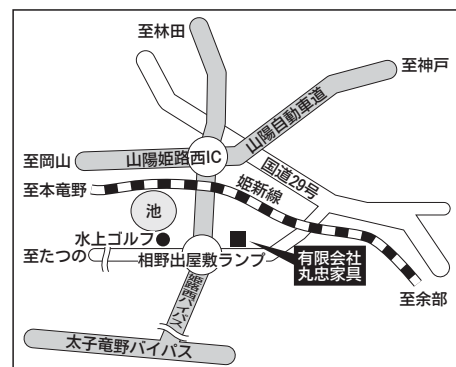 至林田
至神戸
山陽自動車道
至岡山
山陽姫路西IC
国道29号
至本竜野
姫新線
池
水上ゴルフ
至たつの
相野出屋敷ランプ
有限会社
丸忠家具
至余部
姫路西バイパス
太子竜野バイパス